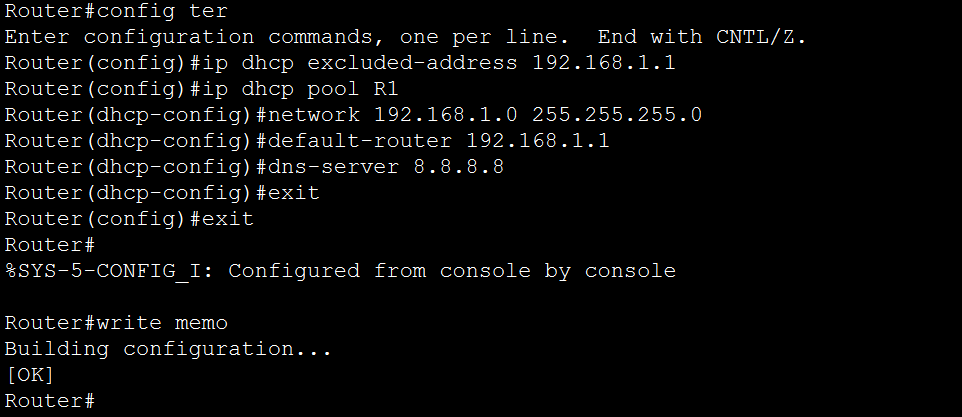 Router#config ter
Enter configuration commands, one per line.  End with CNTL/Z.
Router(config)#ip dhcp excluded-address 192.168.1.1
Router(config)#ip dhcp pool R1
Router(dhcp-config)#network 192.168.1.0 255.255.255.0
Router(dhcp-config)#default-router 192.168.1.1
Router(dhcp-config)#dns-server 8.8.8.8
Router(dhcp-config)#exit
Router(config)#exit
Router#
%SYS-5-CONFIG_I: Configured from console by console
Router#write memo
Building configuration...
[OK]
Router#